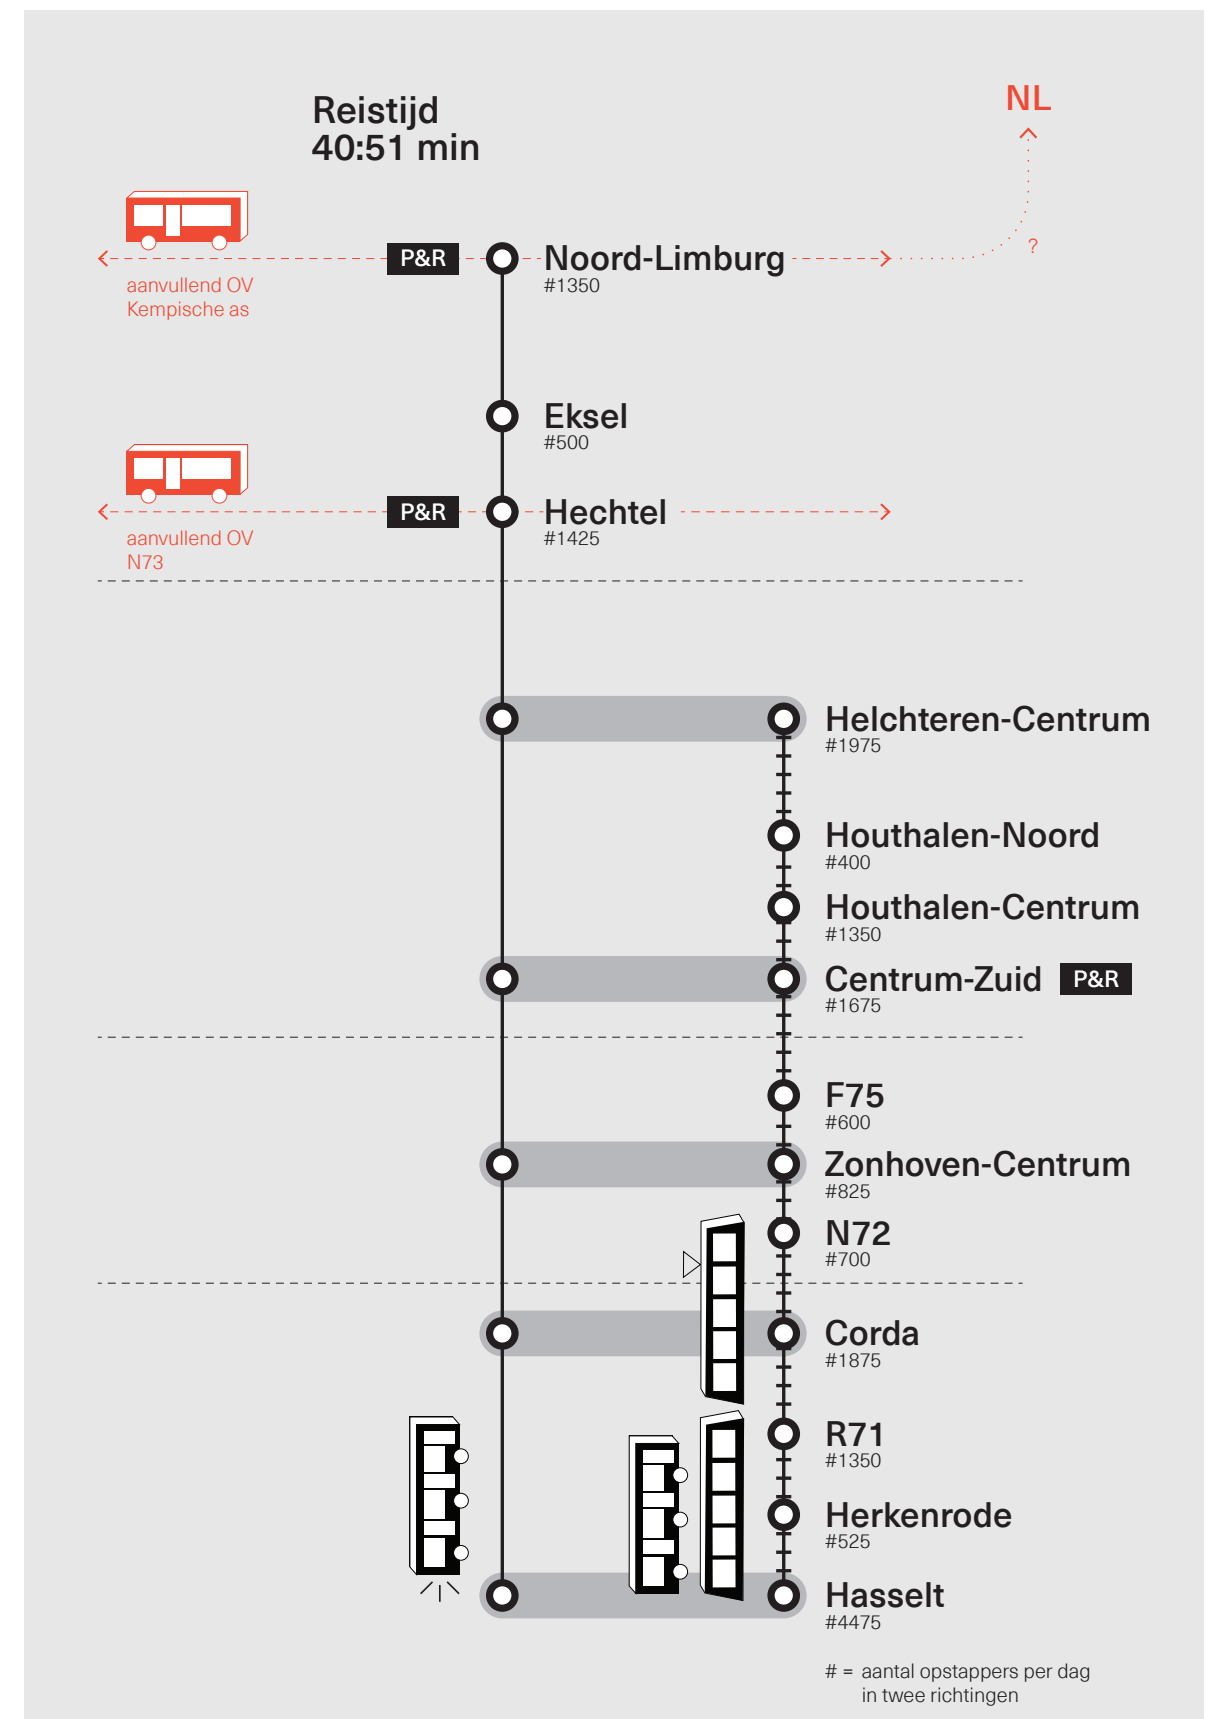 Reistijd
40:51 min
NL
?
P&R
Noord-Limburg
#1350
aanvullend OV
Kempische as
Eksel
#500
P&R
Hechtel
#1425
aanvullend OV
N73
Helchteren-Centrum
#1975
Houthalen-Noord
#400
Houthalen-Centrum
#1350
Centrum-Zuid P&R
#1675
F75
#600
Zonhoven-Centrum
#825
N72
#700
Corda
#1875
R71
#1350
Herkenrode
#525
Hasselt
#4475
# = aantal opstappers per dag
in twee richtingen